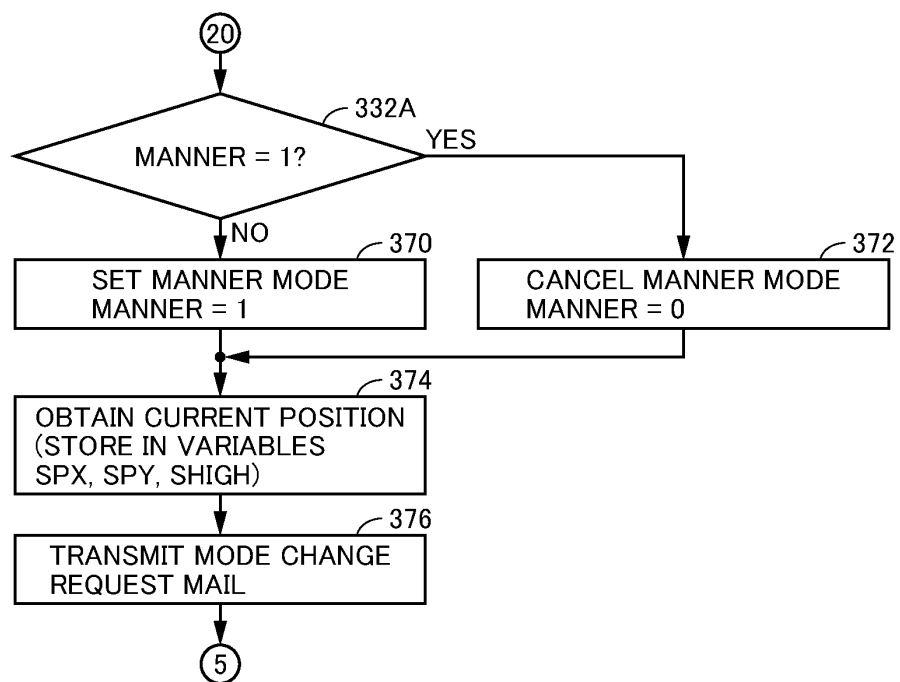 20
332A
MANNER = 1?
YES
NO
370
SET MANNER MODE
MANNER = 1
372
CANCEL MANNER MODE
MANNER = 0
374
OBTAIN CURRENT POSITION
(STORE IN VARIABLES
SPX, SPY, SHIGH)
376
TRANSMIT MODE CHANGE
REQUEST MAIL
5